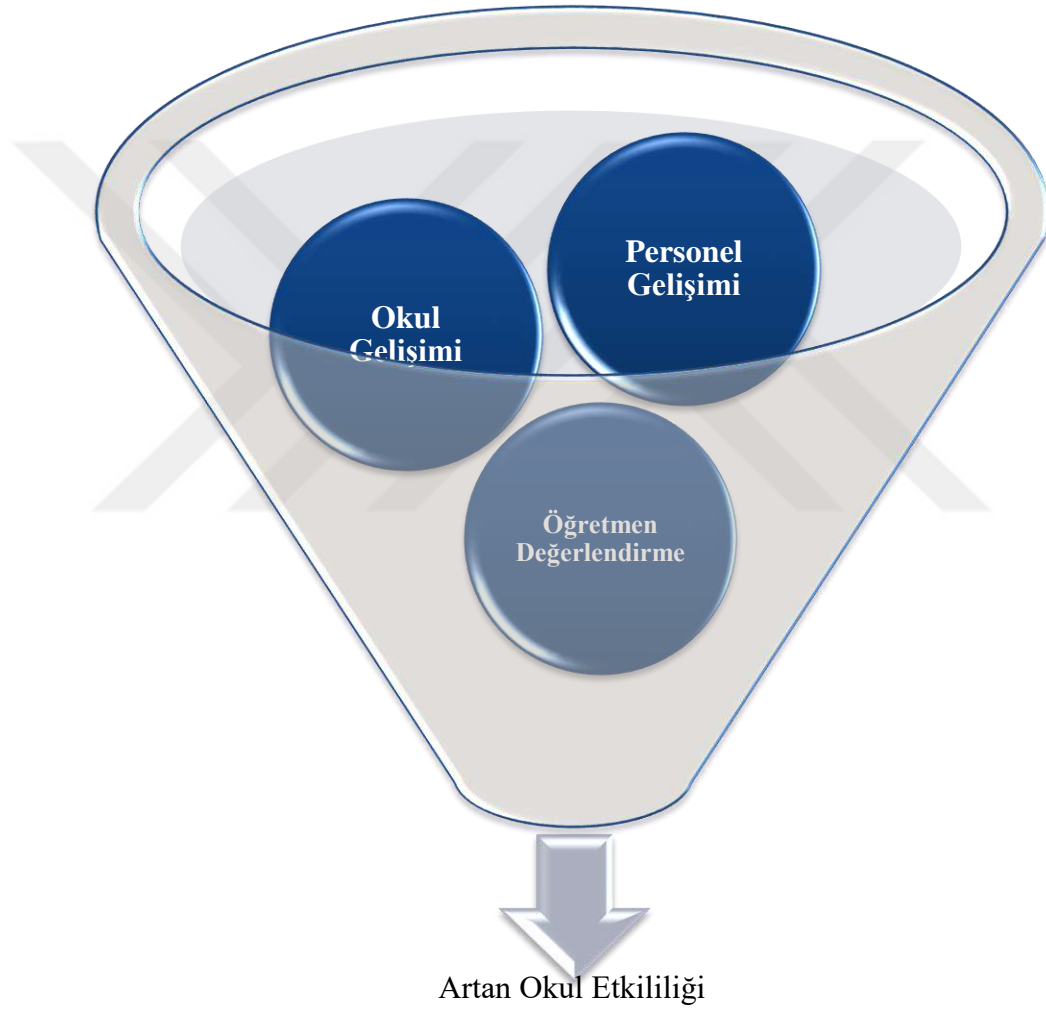 Personel
Gelişimi
Okul
Gelişimi
Öğretmen
Değerlendirme
Artan Okul Etkililiği